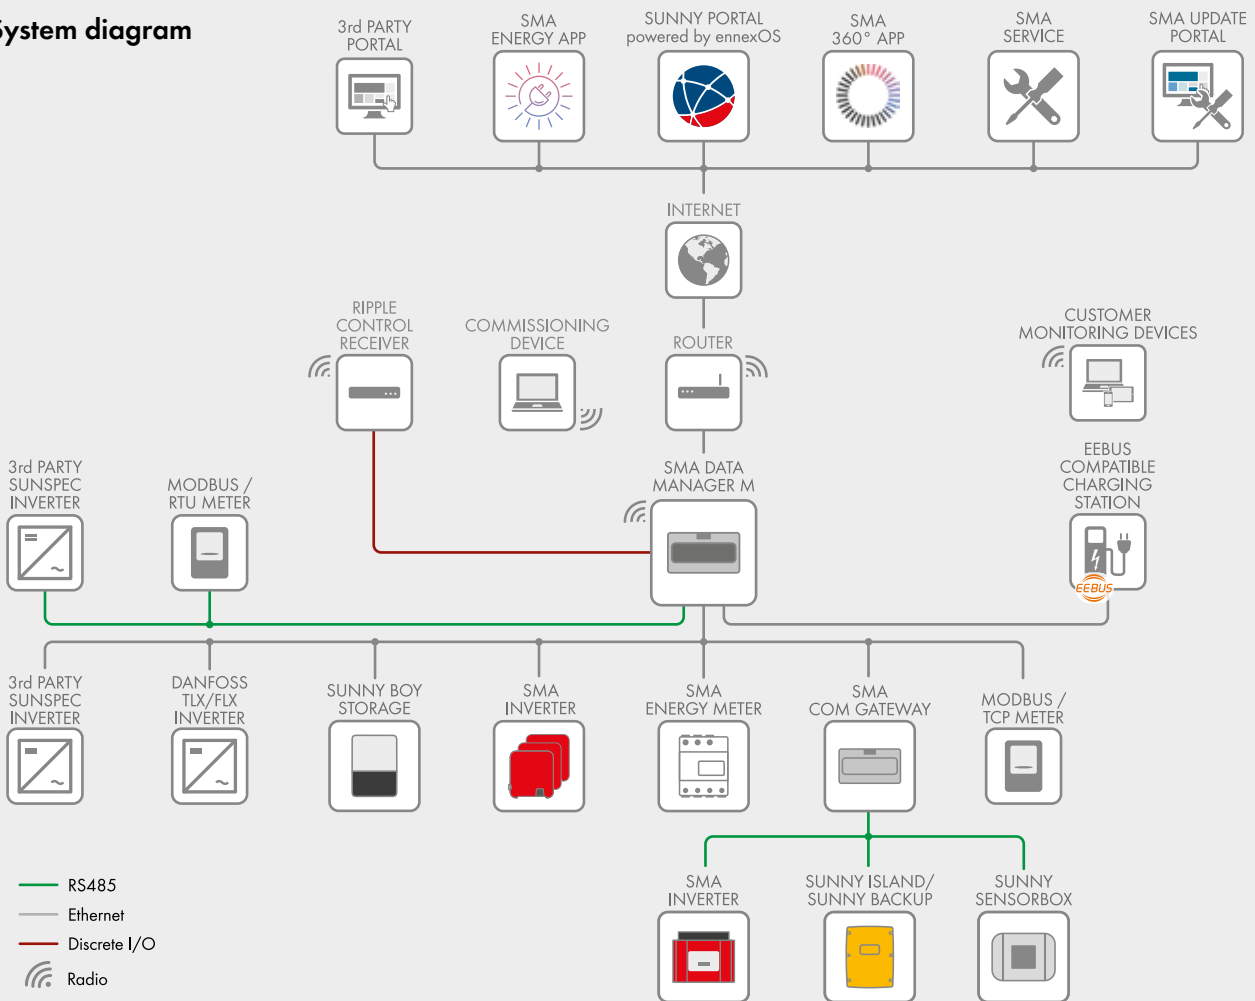 System diagram
3rd PARTY
PORTAL
SMA
ENERGY APP
SUNNY PORTAL
powered by ennexOS
SMA
360° APP
SMA
SERVICE
SMA UPDATE
PORTAL
INTERNET
RIPPLE
CONTROL
RECEIVER
COMMISSIONING
DEVICE
ROUTER
CUSTOMER
MONITORING DEVICES
3rd PARTY
SUNSPEC
INVERTER
MODBUS /
RTU METER
SMA DATA
MANAGER M
EEBUS
COMPATIBLE
CHARGING
STATION
EEBUS
3rd PARTY
SUNSPEC
INVERTER
DANFOSS
TLX/FLX
INVERTER
SUNNY BOY
STORAGE
SMA
INVERTER
SMA
ENERGY METER
SMA
COM GATEWAY
MODBUS /
TCP METER
SMA
INVERTER
SUNNY ISLAND/
SUNNY BACKUP
SUNNY
SENSORBOX
RS485
Ethernet
Discrete I/O
Radio